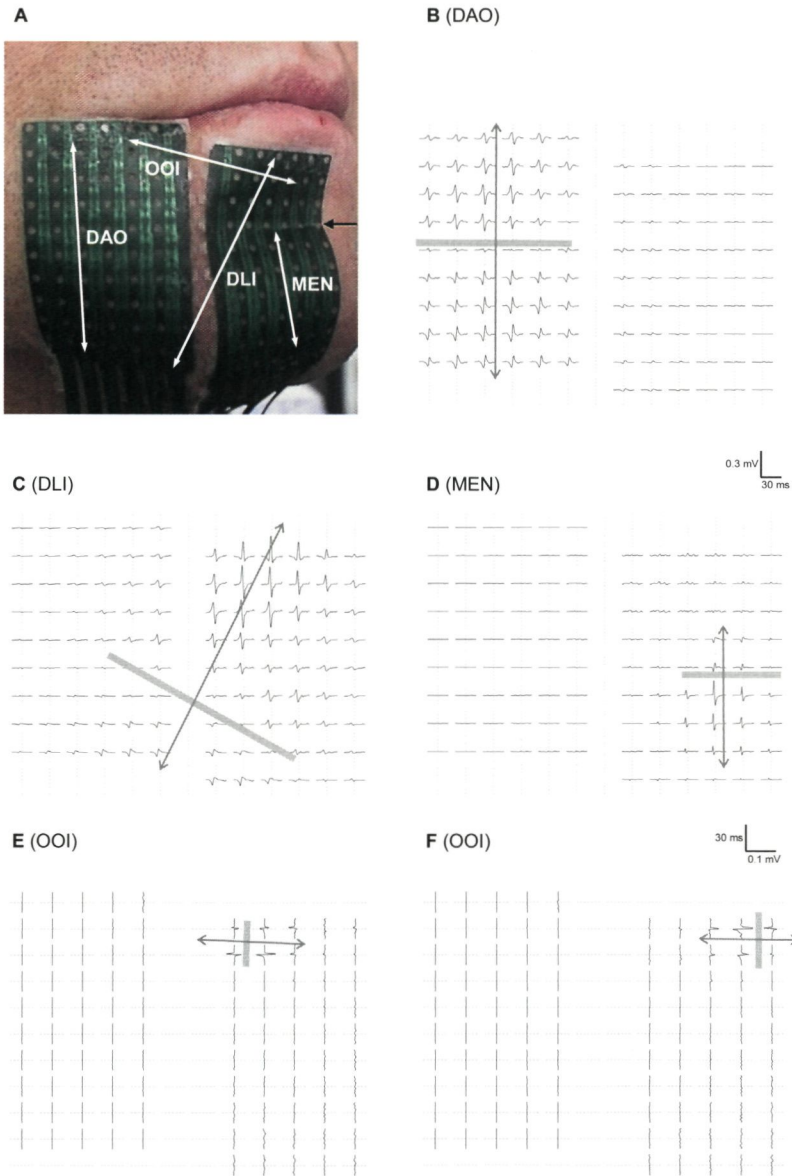 A
OOI
DAO
DLI
MEN
B (DAO)
C (DLI)
0.3 mV
30 ms
D (MEN)
E (OOI)
F (OOI)
30 ms
0.1 mV